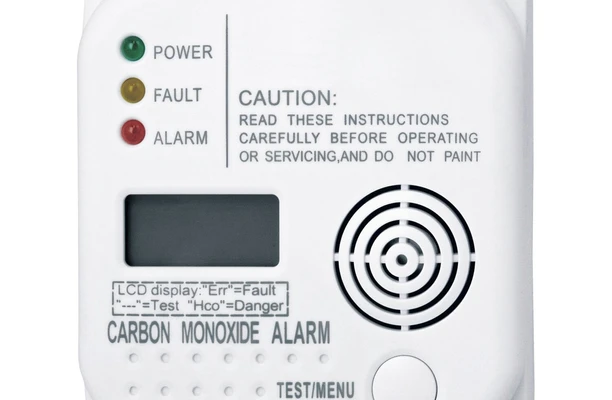 POWER
FAULT
ALARM
CAUTION:
READ THESE INSTRUCTIONS
CAREFULLY BEFORE OPERATING
OR SERVICING,AND DO NOT PAINT
LCD display:"Err"=Fault
"---"=Test "Hco"=Danger
CARBON MONOXIDE ALARM
TEST/MENU